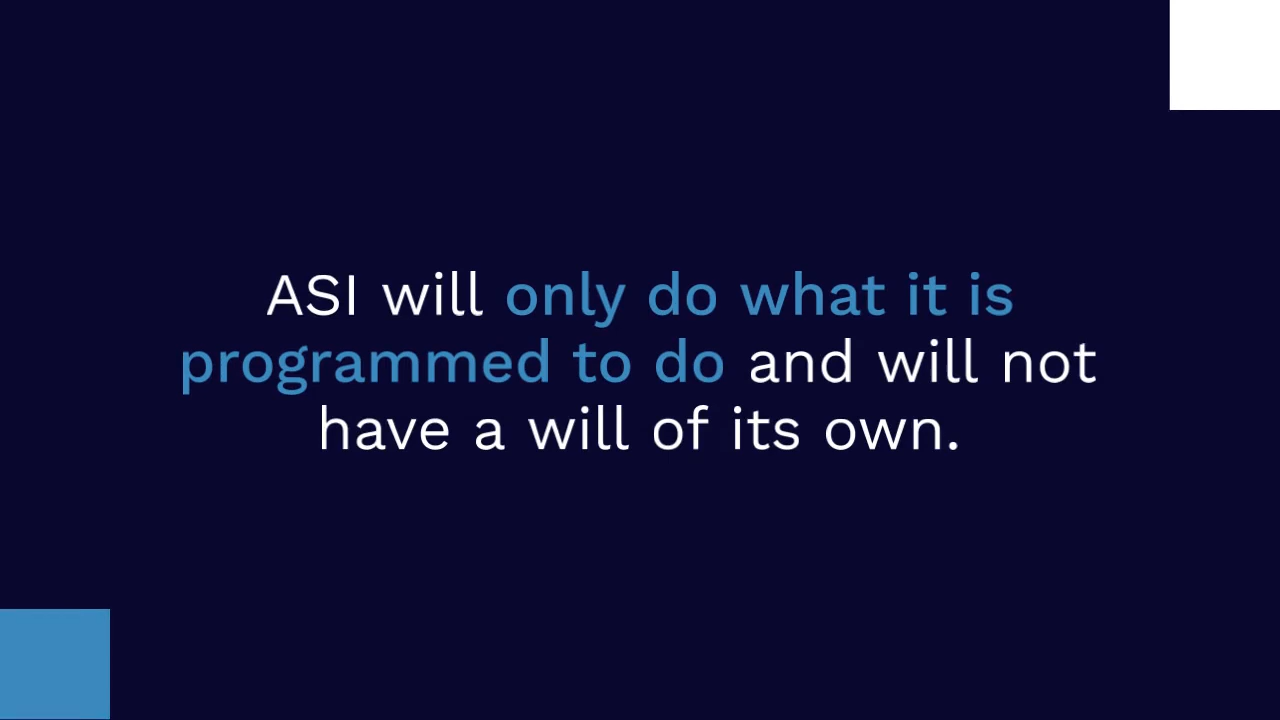 ASI will only do what it is
programmed to do and will not
have a will of its own.